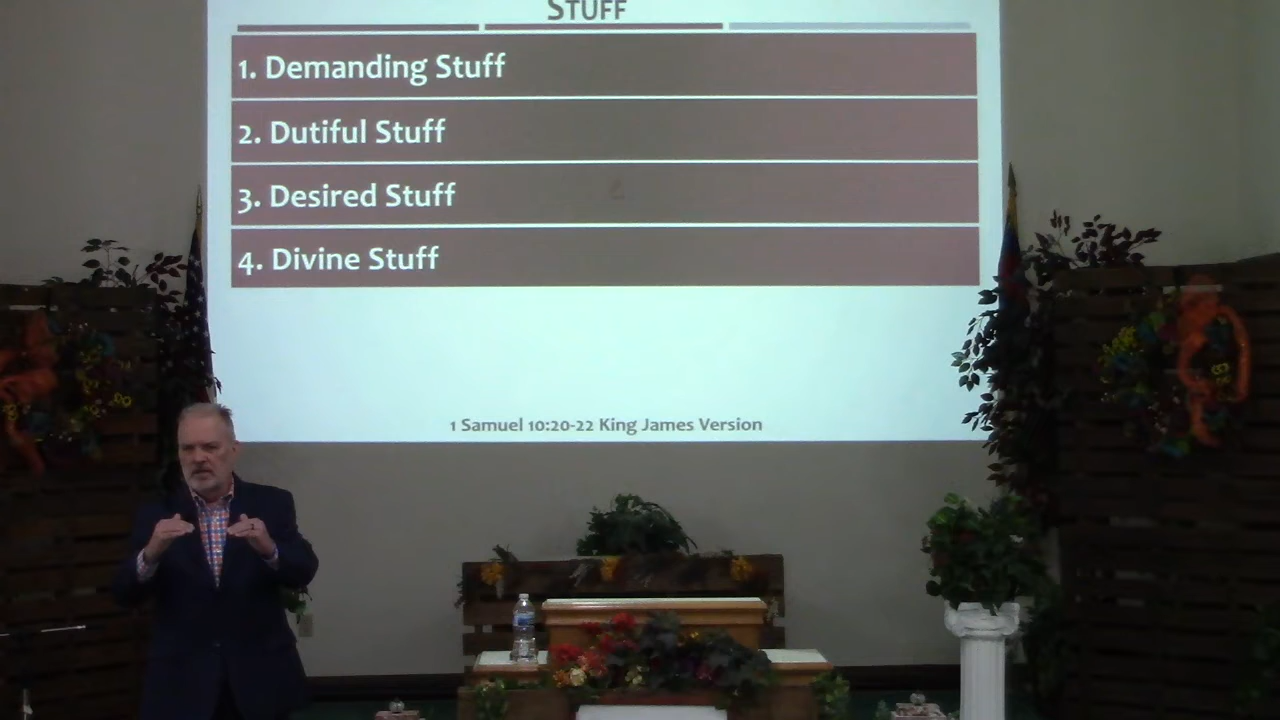 STUFF
1. Demanding Stuff
2. Dutiful Stuff
3. Desired Stuff
4. Divine Stuff
1 Samuel 10:20-22 King James Version